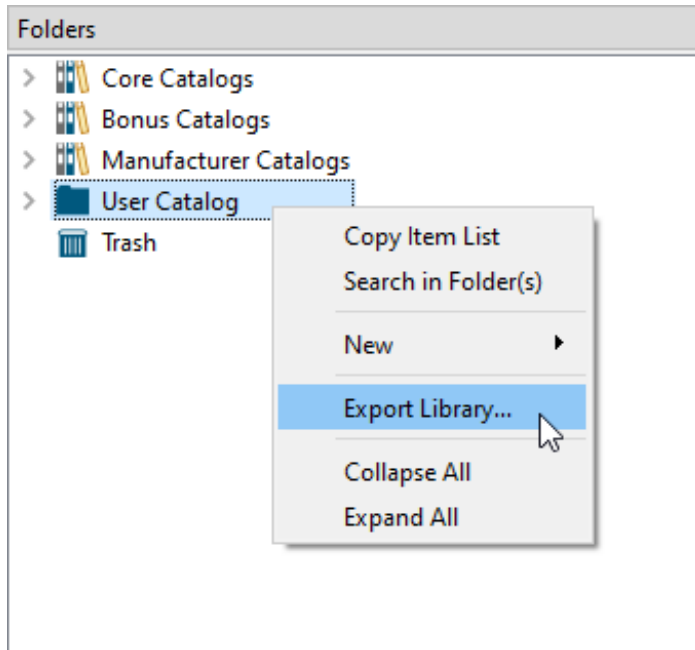 Folders
Core Catalogs
Bonus Catalogs
Manufacturer Catalogs
User Catalog
Trash
Copy Item List
Search in Folder(s)
New
Export Library...
Collapse All
Expand All